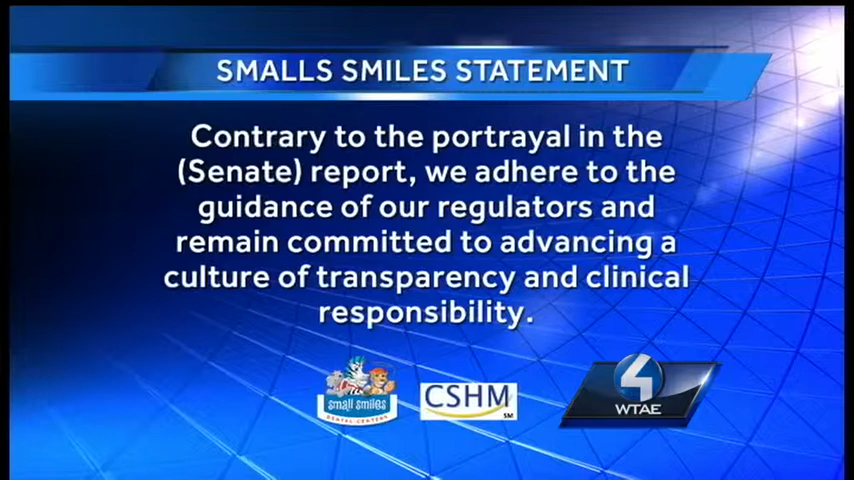 SMALLS SMILES STATEMENT
Contrary to the portrayal in the
(Senate) report, we adhere to the
guidance of our regulators and
remain committed to advancing a
culture of transparency and clinical
responsibility.
small smiles
DENTAL CENTERS
CSHM
SM
4
WTAE